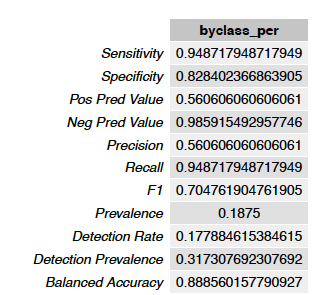 byclass_per
Sensitivity 0.948717948717949
Specificity 0.828402366863905
Pos Pred Value 0.560606060606061
Neg Pred Value 0.985915492957746
Precision 0.560606060606061
Recall 0.948717948717949
F1 0.704761904761905
Prevalence 0.1875
Detection Rate 0.177884615384615
Detection Prevalence 0.317307692307692
Balanced Accuracy 0.888560157790927